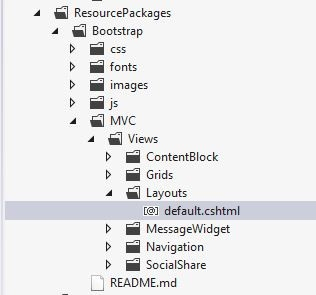 ResourcePackages
Bootstrap
css
fonts
images
js
MVC
Views
ContentBlock
Grids
Layouts
[@] default.cshtml
MessageWidget
Navigation
SocialShare
README.md